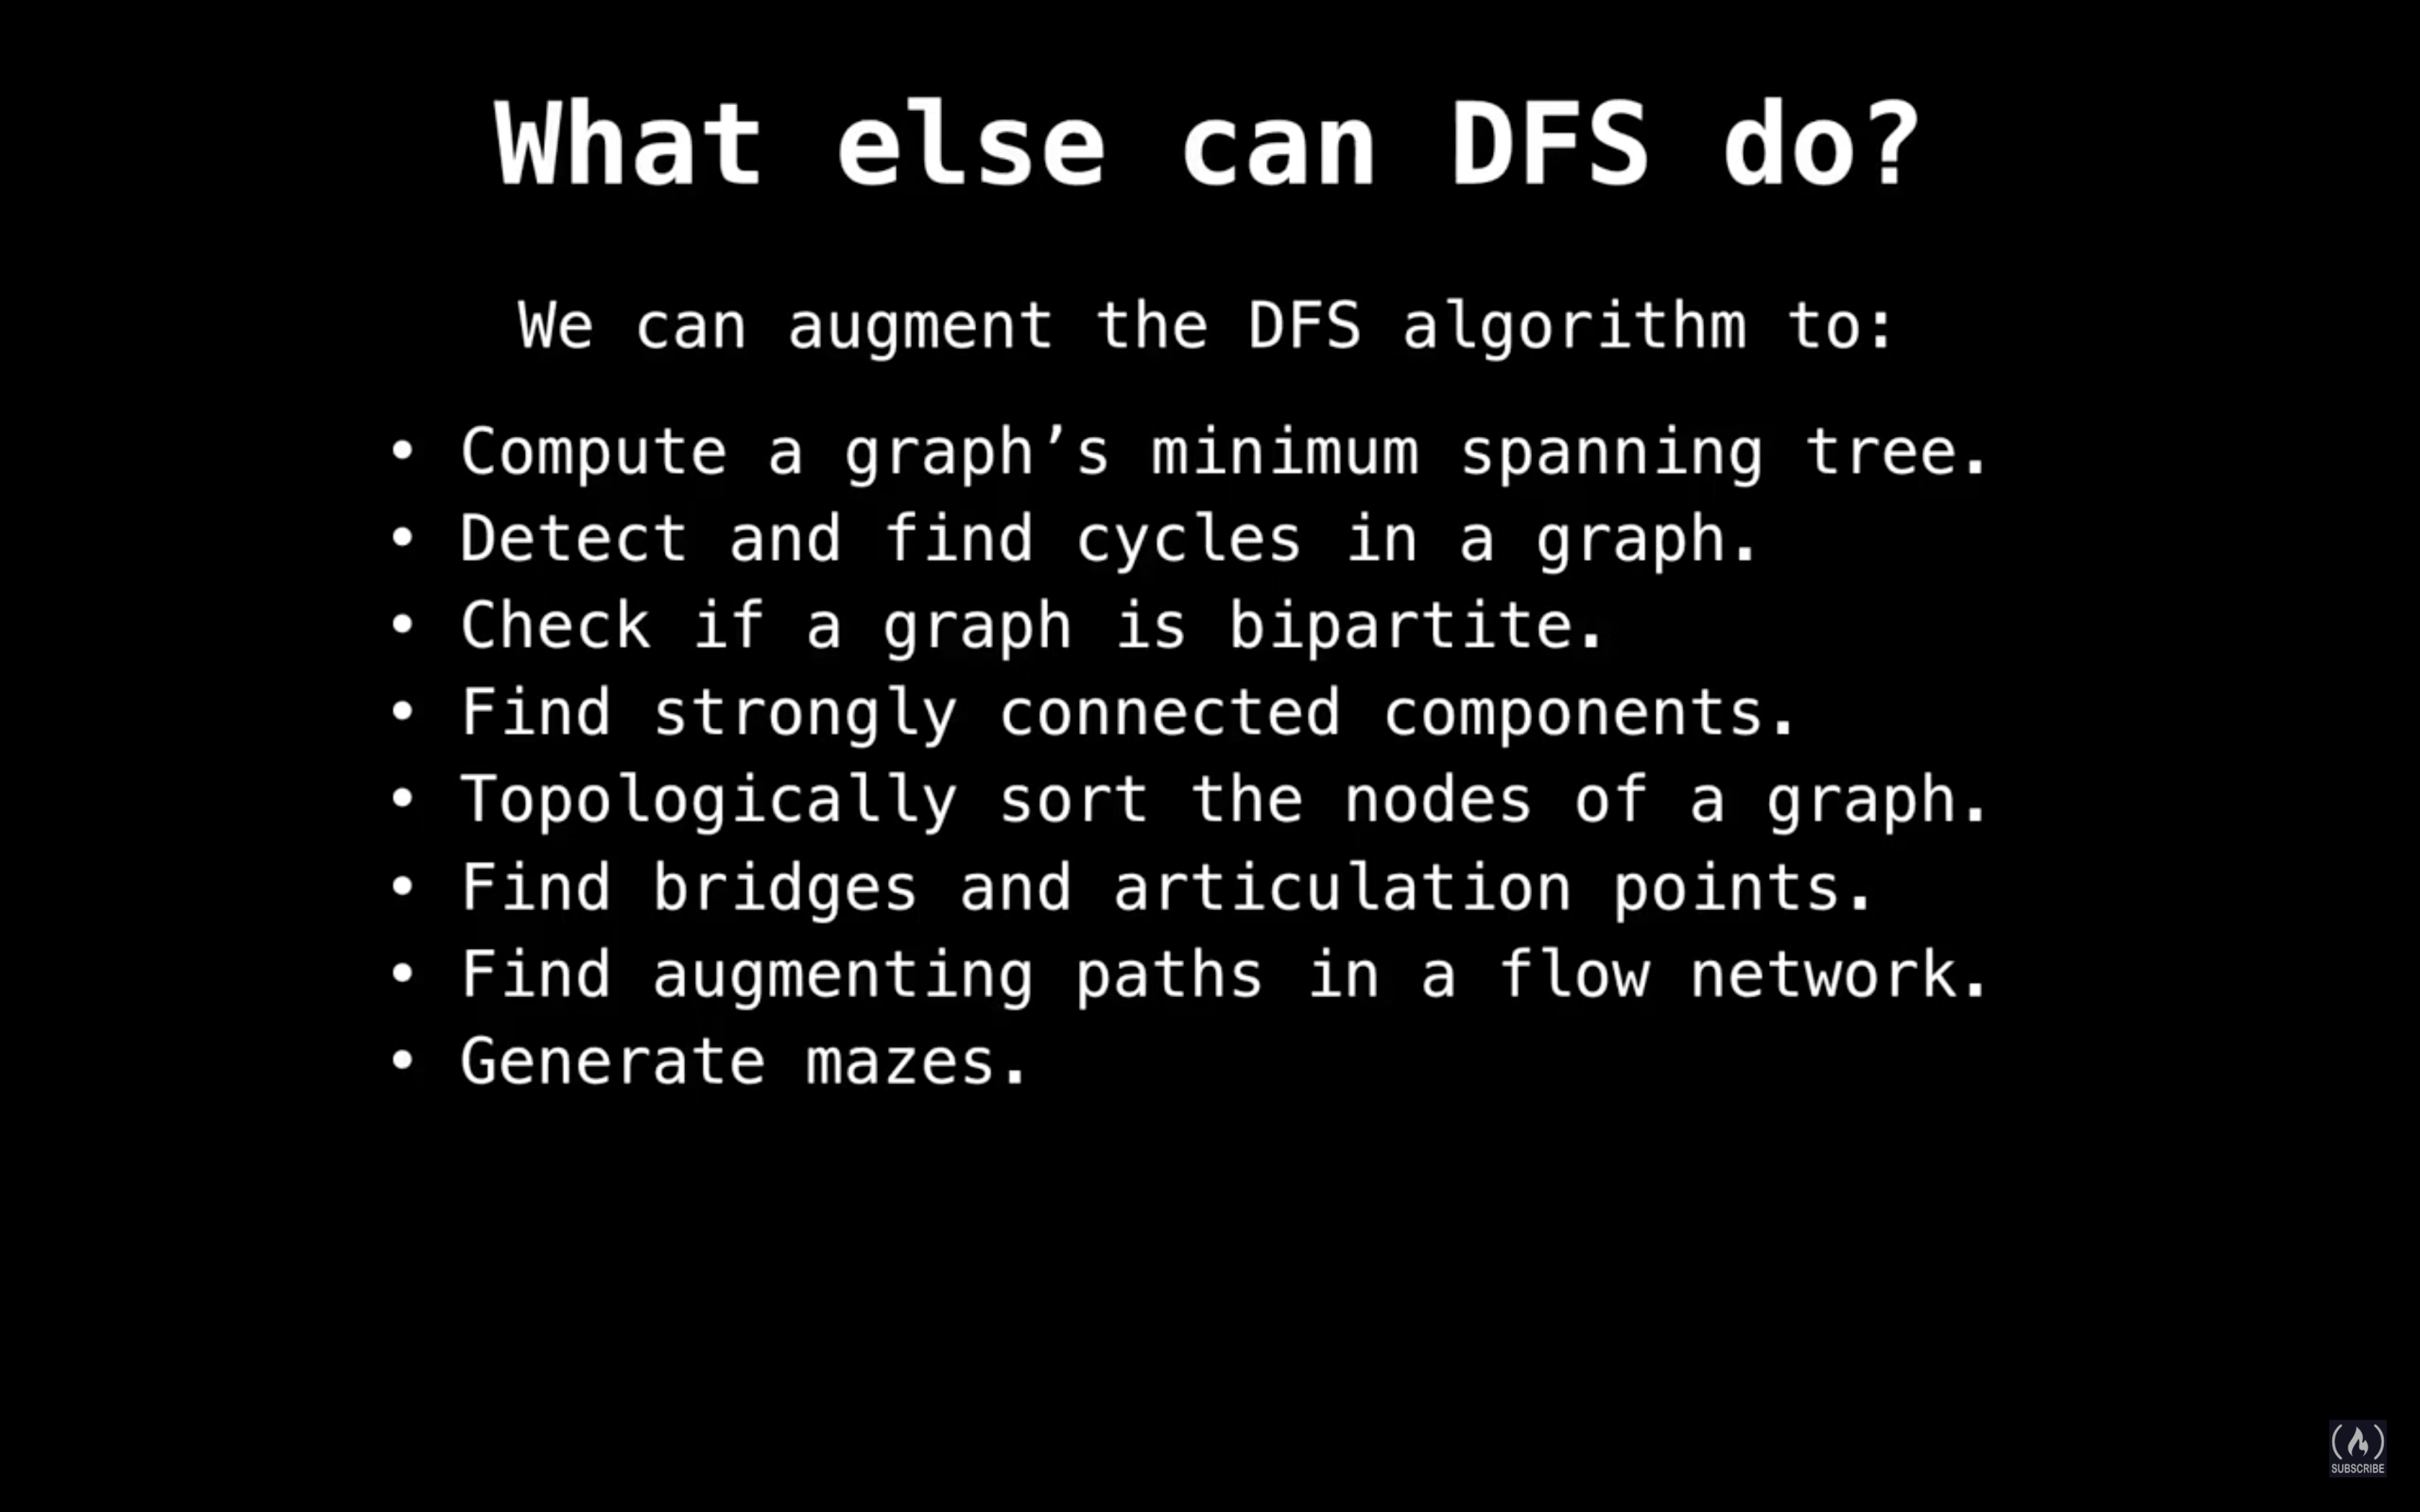 What else can DFS do?
We can augment the DFS algorithm to:
• Compute a graph’s minimum spanning tree.
• Detect and find cycles in a graph.
• Check if a graph is bipartite.
• Find strongly connected components.
• Topologically sort the nodes of a graph.
• Find bridges and articulation points.
• Find augmenting paths in a flow network.
• Generate mazes.
SUBSCRIBE